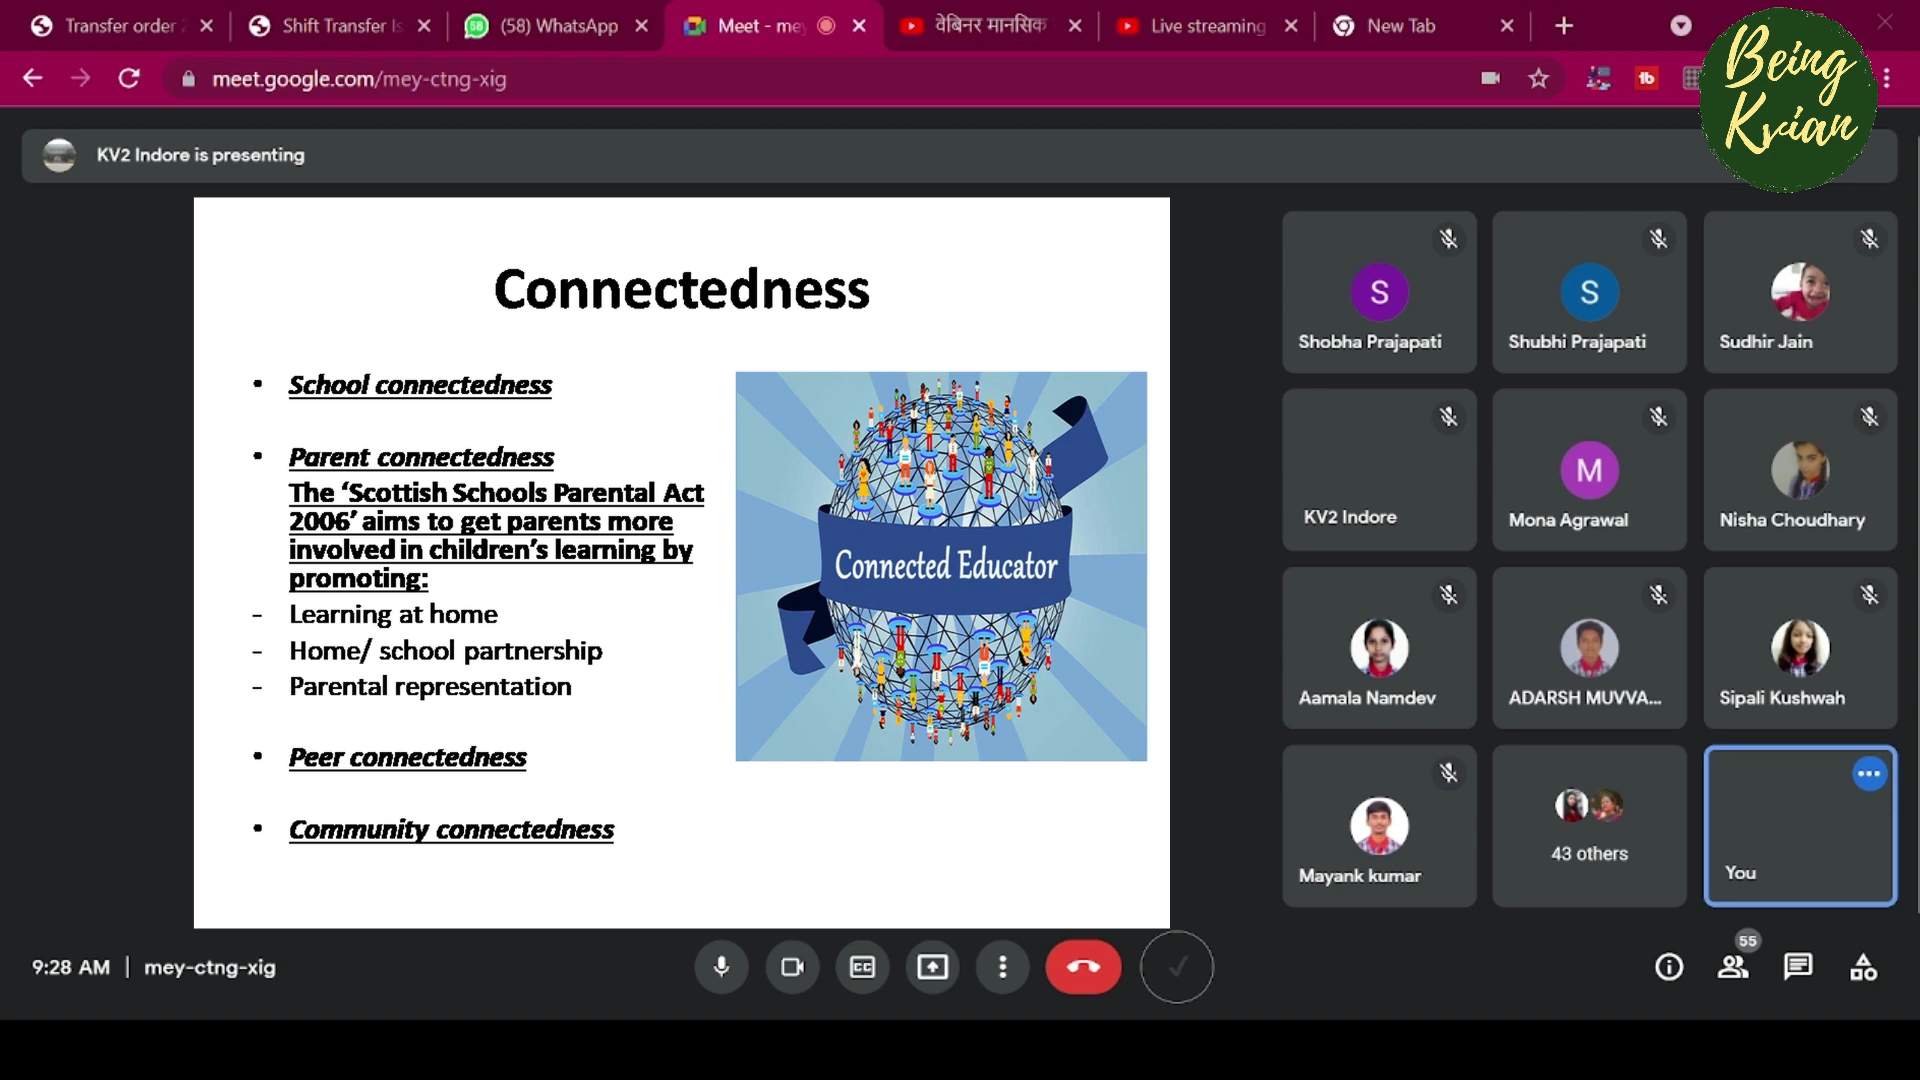 Transfer order
Shift Transfer Is
58
(58) WhatsApp
Meet - mey
वेबिनर मानसिक
Live streaming
New Tab
meet.google.com/mey-ctng-xig
Being
Kvian
KV2 Indore is presenting
Connectedness
• School connectedness
• Parent connectedness
The ‘Scottish Schools Parental Act
2006’ aims to get parents more
involved in children’s learning by
promoting:
- Learning at home
- Home/ school partnership
- Parental representation
• Peer connectedness
• Community connectedness
Connected Educator
S
Shobha Prajapati
S
Shubhi Prajapati
Sudhir Jain
KV2 Indore
M
Mona Agrawal
Nisha Choudhary
Aamala Namdev
ADARSH MUVVA...
Sipali Kushwah
Mayank kumar
43 others
You
9:28 AM | mey-ctng-xig
CC
55